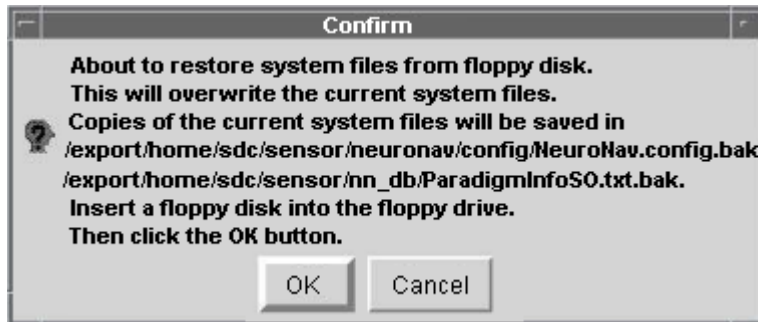 Confirm
About to restore system files from floppy disk.
This will overwrite the current system files.
Copies of the current system files will be saved in
/export/home/sdc/sensor/neuronav/config/NeuroNav.config.bak
/export/home/sdc/sensor/nn_db/ParadigmInfoSO.txt.bak.
Insert a floppy disk into the floppy drive.
Then click the OK button.
OK Cancel